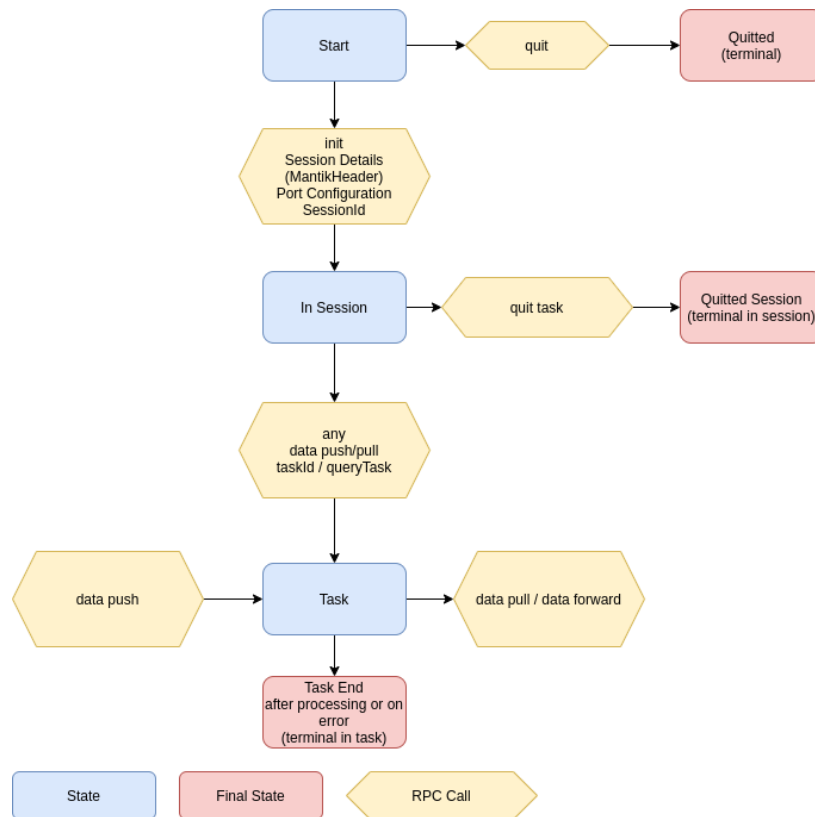 Start
quit
Quitted
(terminal)
init
Session Details
(MantikHeader)
Port Configuration
SessionId
In Session
quit task
Quitted Session
(terminal in session)
any
data push/pull
taskId / queryTask
data push
Task
data pull / data forward
Task End
after processing or on
error
(terminal in task)
State
Final State
RPC Call